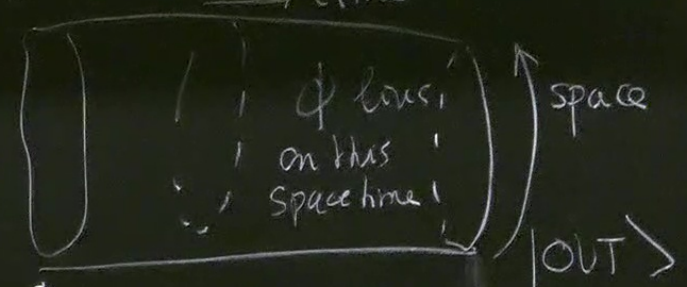 ϕ lives
on this
Spacetime
space
|OUT>